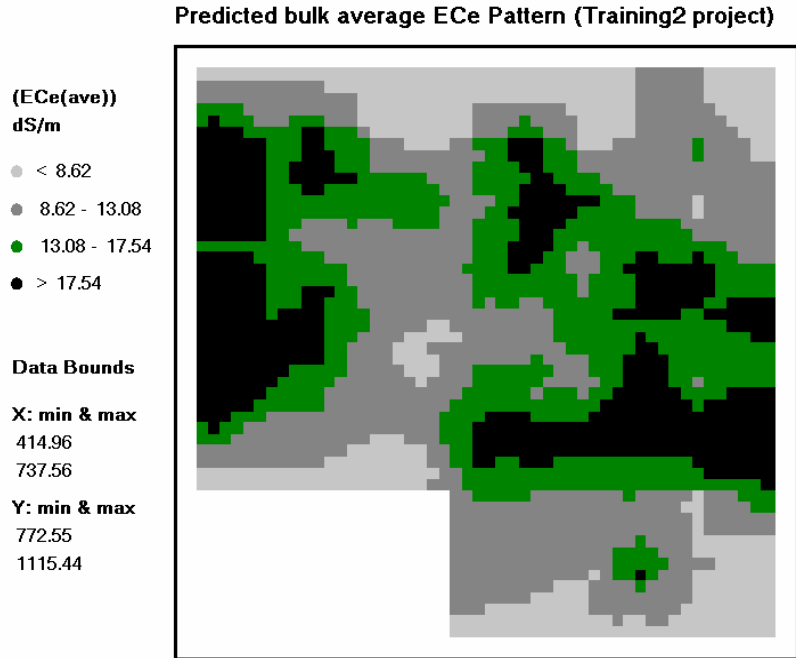 Predicted bulk average ECe Pattern (Training2 project)
(ECe(ave))
dS/m
< 8.62
8.62 - 13.08
13.08 - 17.54
> 17.54
Data Bounds
X: min & max
414.96
737.56
Y: min & max
772.55
1115.44